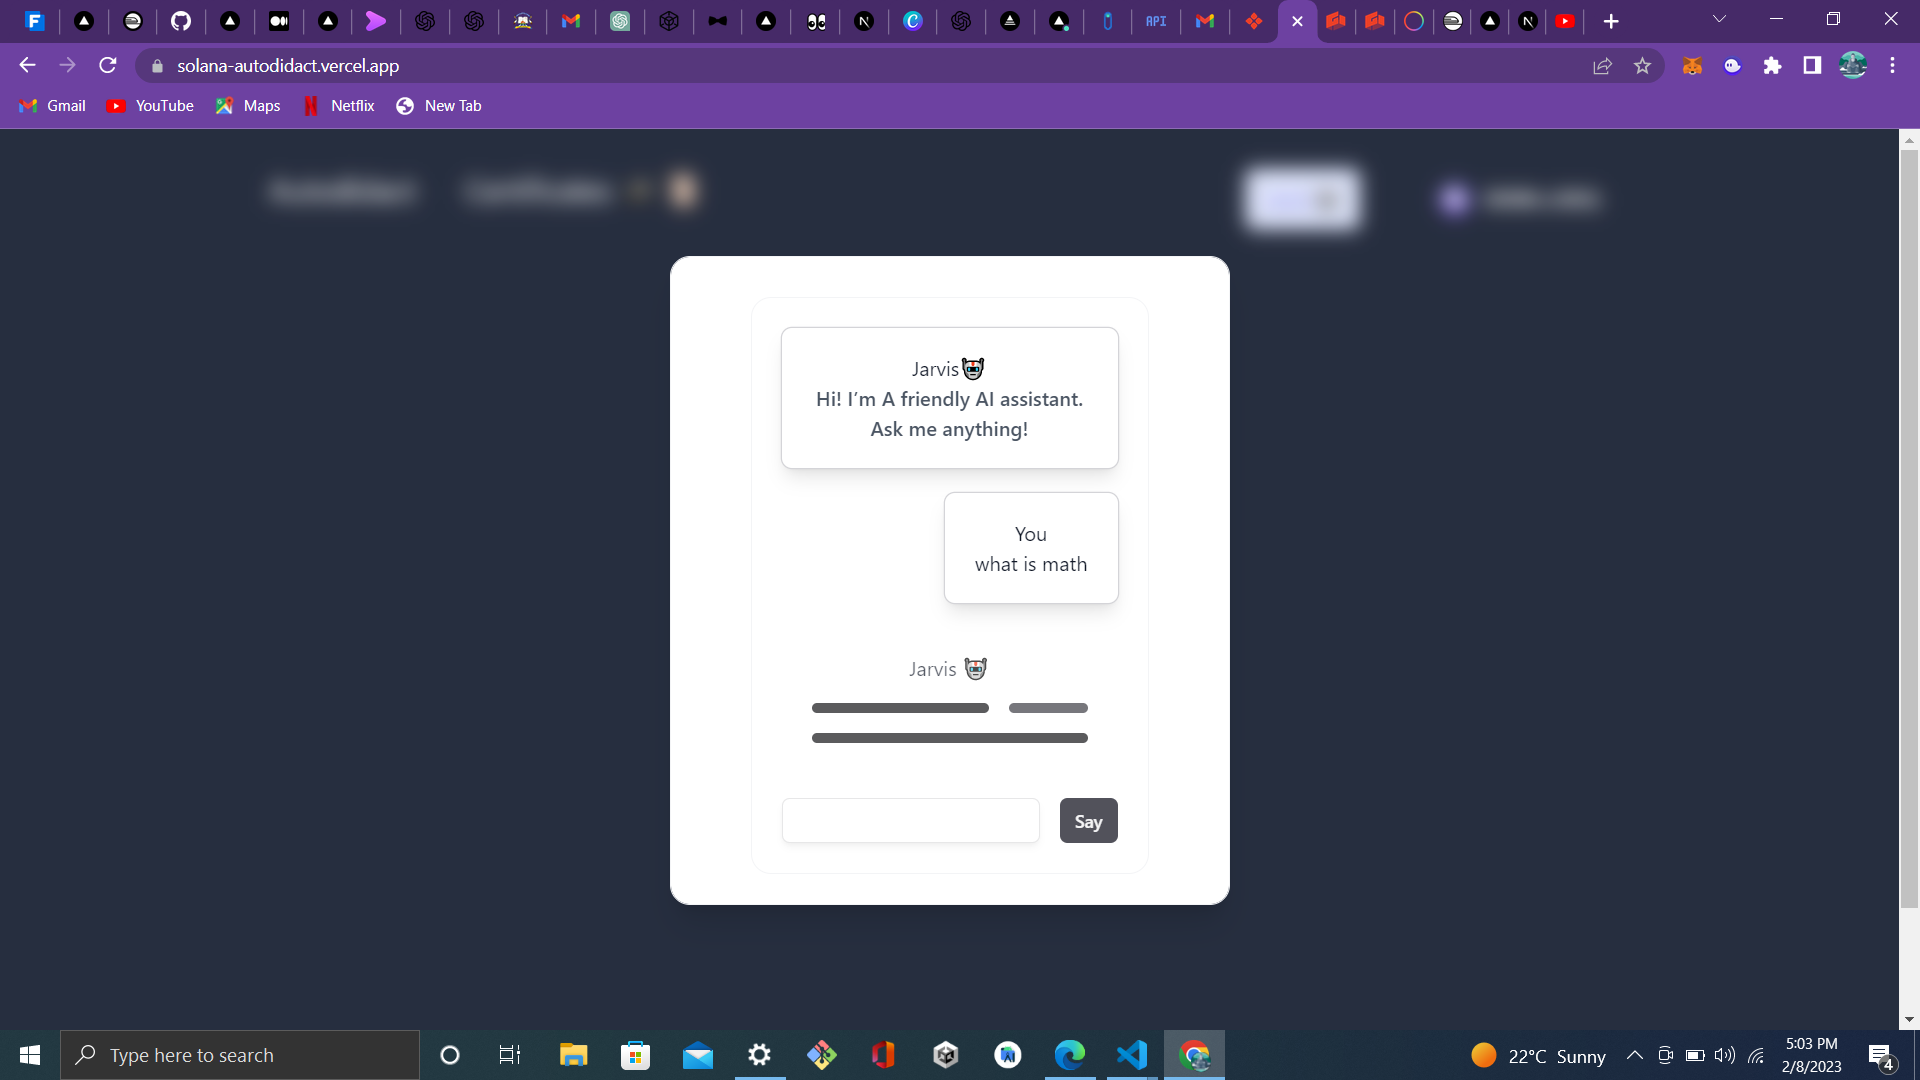 solana-autodidact.vercel.app
Gmail
YouTube
Maps
Netflix
New Tab
Autodidact
Certificates
Jarvis
Hi! I’m A friendly AI assistant.
Ask me anything!
You
what is math
Jarvis
Say
Type here to search
22°C Sunny
5:03 PM
2/8/2023
4
API